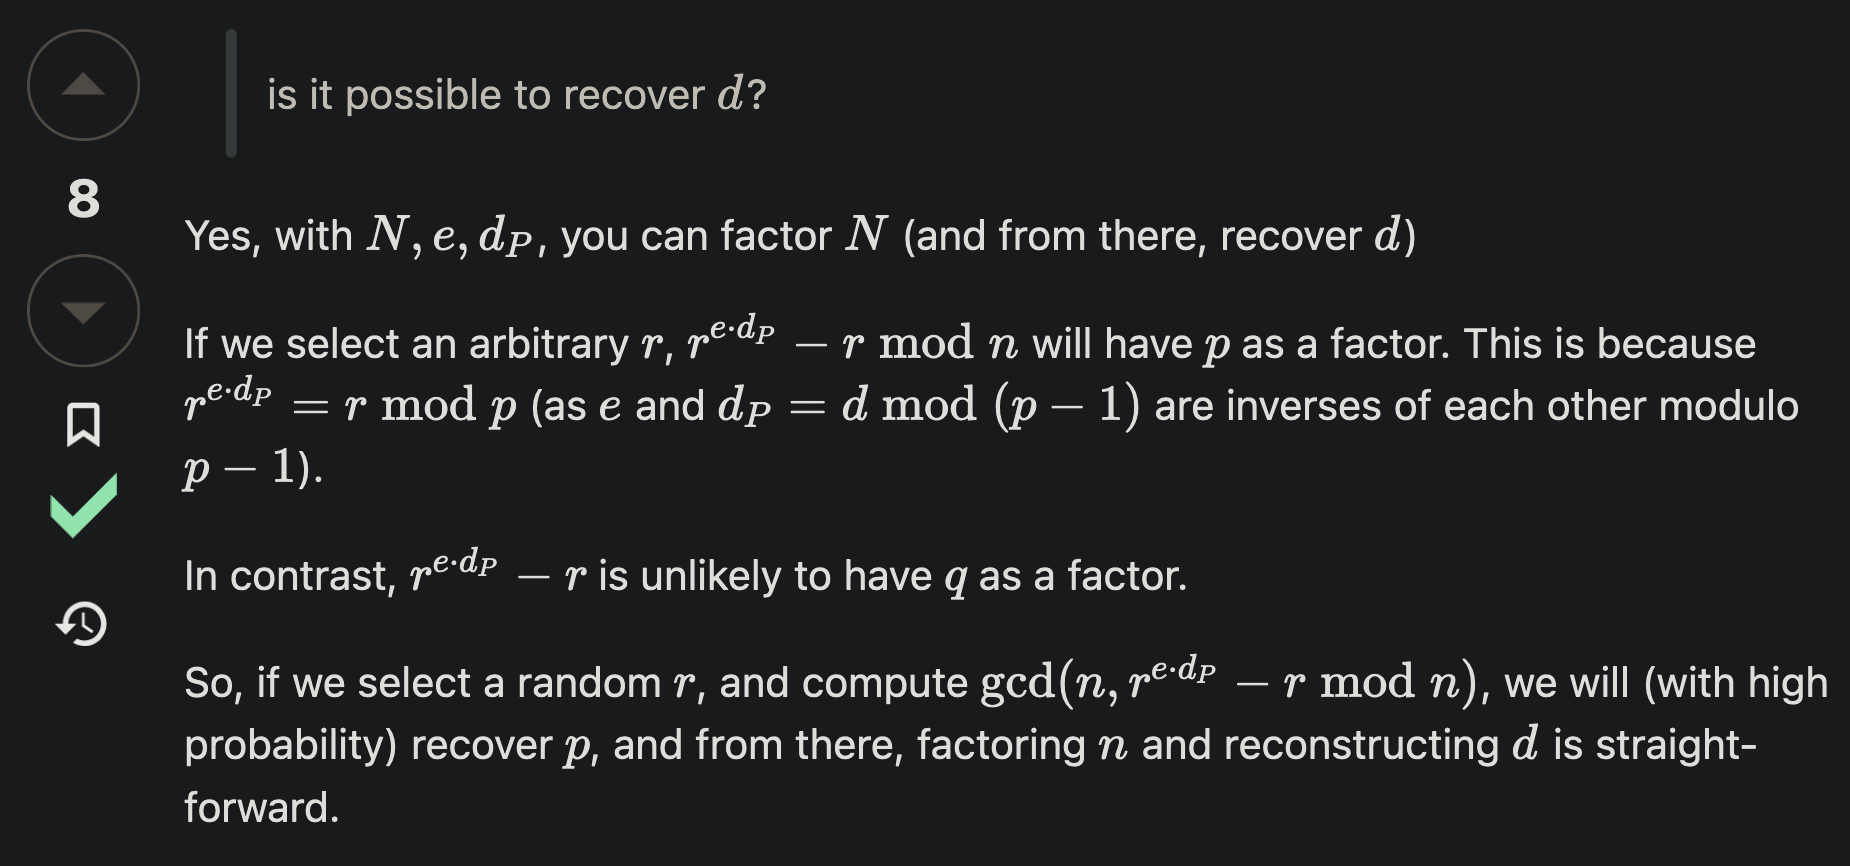 is it possible to recover d?
8
Yes, with N, e, d_P, you can factor N (and from there, recover d)
If we select an arbitrary r, r^{e·d_P} − r mod n will have p as a factor. This is because
r^{e·d_P} = r mod p (as e and d_P = d mod (p − 1) are inverses of each other modulo
p − 1).
In contrast, r^{e·d_P} − r is unlikely to have q as a factor.
So, if we select a random r, and compute gcd(n, r^{e·d_P} − r mod n), we will (with high
probability) recover p, and from there, factoring n and reconstructing d is straight-
forward.